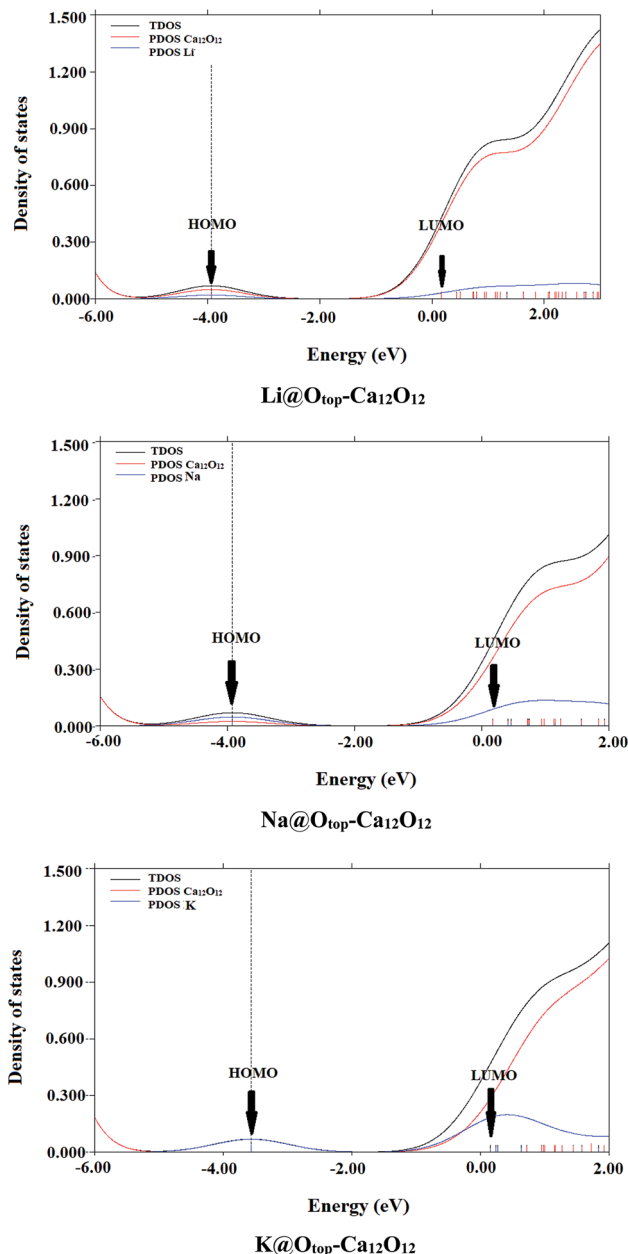 1.500
TDOS
PDOS Ca₁₂O₁₂
PDOS Li
1.200
0.900
0.600
0.300
0.000
Density of states
HOMO
LUMO
-6.00 -4.00 -2.00 0.00 2.00
Energy (eV)
Li@Otop-Ca₁₂O₁₂
1.500
TDOS
PDOS Ca₁₂O₁₂
PDOS Na
1.200
0.900
0.600
0.300
0.000
Density of states
HOMO
LUMO
-6.00 -4.00 -2.00 0.00 2.00
Energy (eV)
Na@Otop-Ca₁₂O₁₂
1.500
TDOS
PDOS Ca₁₂O₁₂
PDOS K
1.200
0.900
0.600
0.300
0.000
Density of states
HOMO
LUMO
-6.00 -4.00 -2.00 0.00 2.00
Energy (eV)
K@Otop-Ca₁₂O₁₂